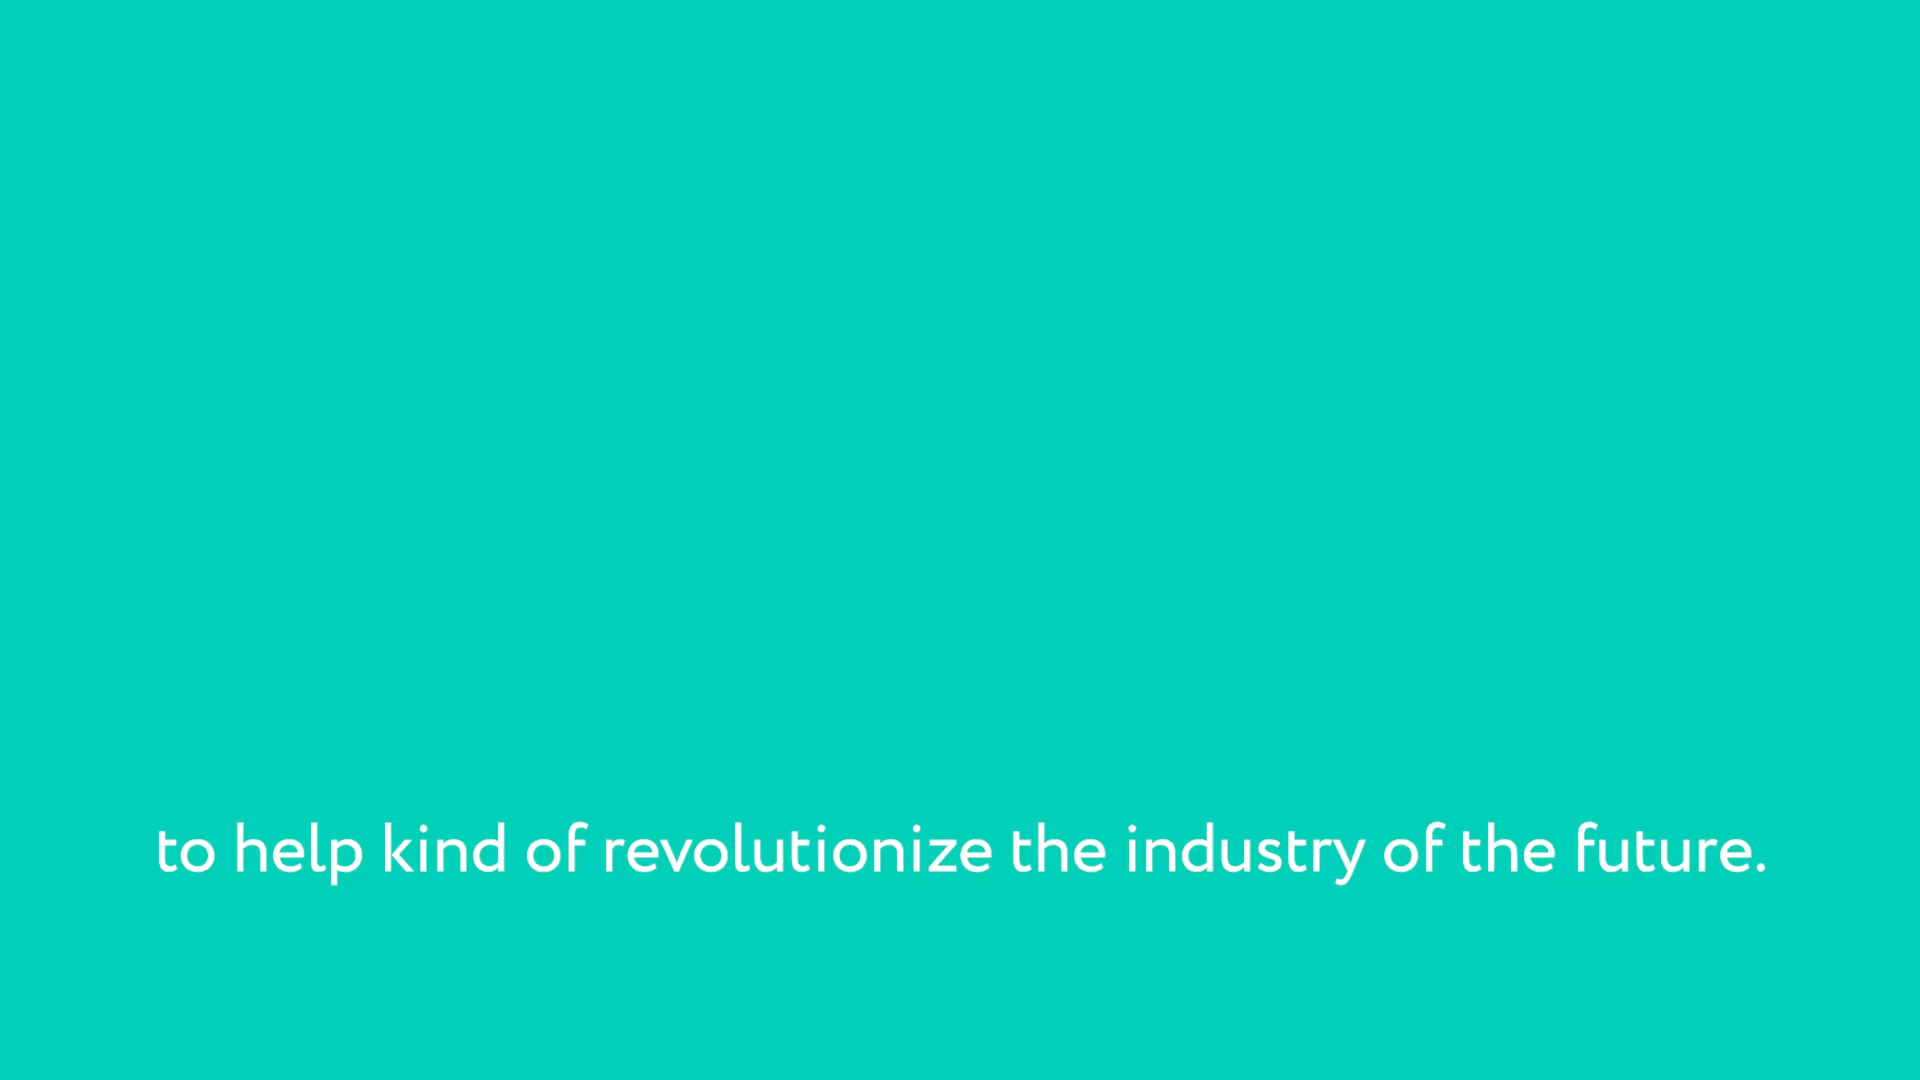 to help kind of revolutionize the industry of the future.